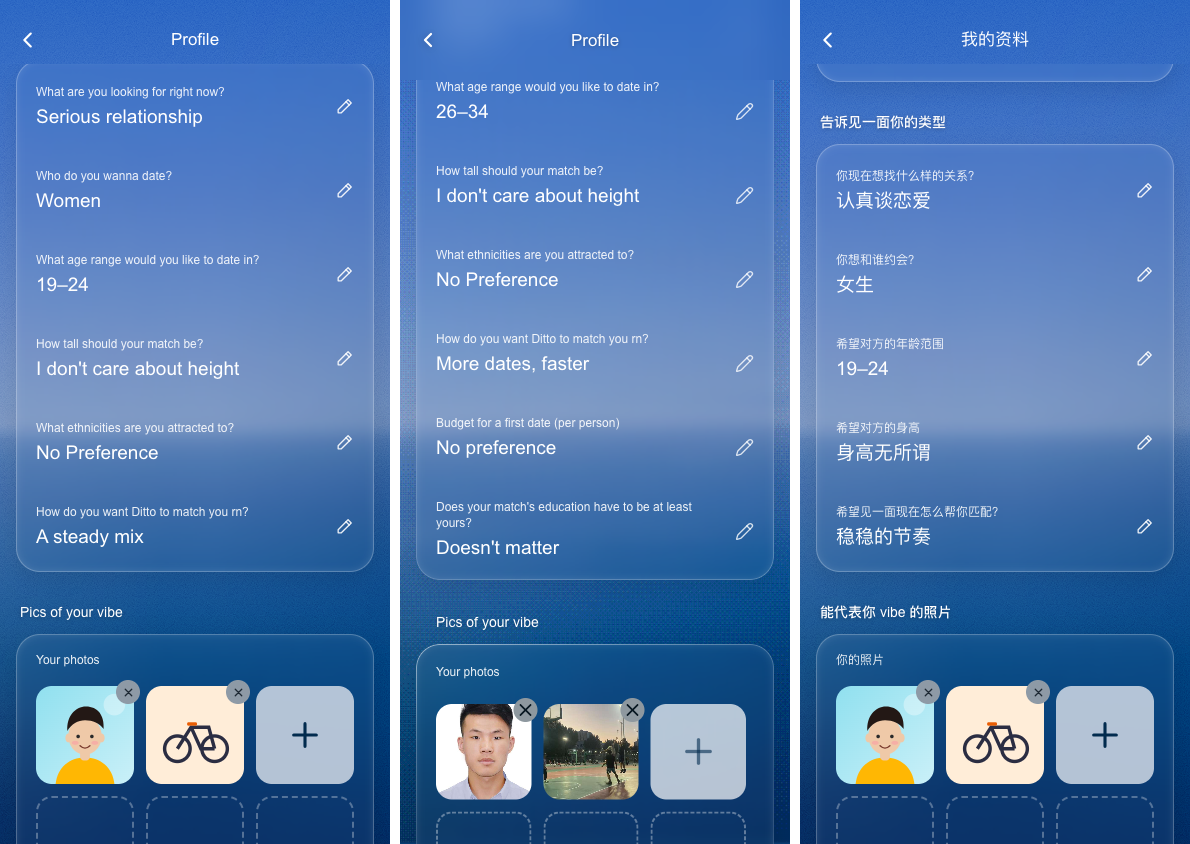 Profile
What are you looking for right now?
Serious relationship
Who do you wanna date?
Women
What age range would you like to date in?
19–24
How tall should your match be?
I don't care about height
What ethnicities are you attracted to?
No Preference
How do you want Ditto to match you rn?
A steady mix
Pics of your vibe
Your photos
Profile
What age range would you like to date in?
26–34
How tall should your match be?
I don't care about height
What ethnicities are you attracted to?
No Preference
How do you want Ditto to match you rn?
More dates, faster
Budget for a first date (per person)
No preference
Does your match's education have to be at least
yours?
Doesn't matter
Pics of your vibe
Your photos
我的资料
告诉见一面你的类型
你现在想找什么样的关系?
认真谈恋爱
你想和谁约会?
女生
希望对方的年龄范围
19–24
希望对方的身高
身高无所谓
希望见一面现在怎么帮你匹配?
稳稳的节奏
能代表你 vibe 的照片
你的照片